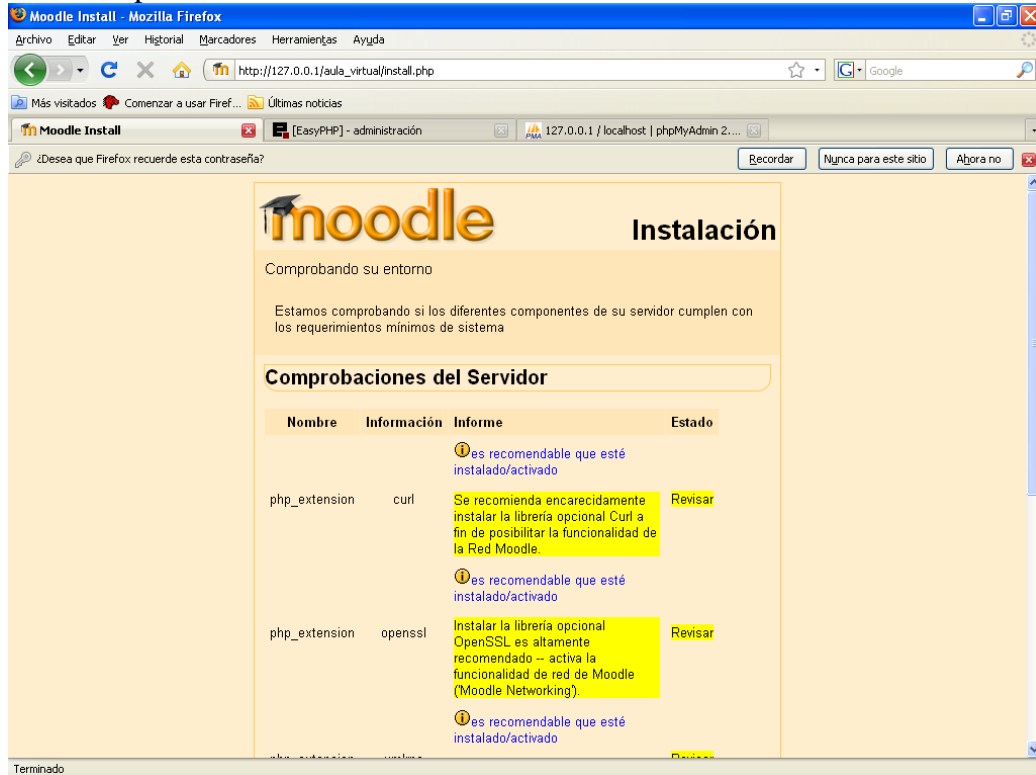 Moodle Install - Mozilla Firefox
Archivo Editar Ver Historial Marcadores Herramientas Ayuda
http://127.0.0.1/aula_virtual/install.php
Google
Más visitados Comenzar a usar Firef... Últimas noticias
Moodle Install [EasyPHP] - administración 127.0.0.1 / localhost | phpMyAdmin 2....
¿Desea que Firefox recuerde esta contraseña? Recordar Nunca para este sitio Ahora no
moodle Instalación
Comprobando su entorno
Estamos comprobando si los diferentes componentes de su servidor cumplen con
los requerimientos mínimos de sistema
Comprobaciones del Servidor
Nombre Información Informe Estado
es recomendable que esté
instalado/activado
php_extension curl Se recomienda encarecidamente Revisar
instalar la librería opcional Curl a
fin de posibilitar la funcionalidad de
la Red Moodle.
es recomendable que esté
instalado/activado
Instalar la librería opcional
php_extension openssl OpenSSL es altamente Revisar
recomendado -- activa la
funcionalidad de red de Moodle
('Moodle Networking').
es recomendable que esté
instalado/activado
Terminado